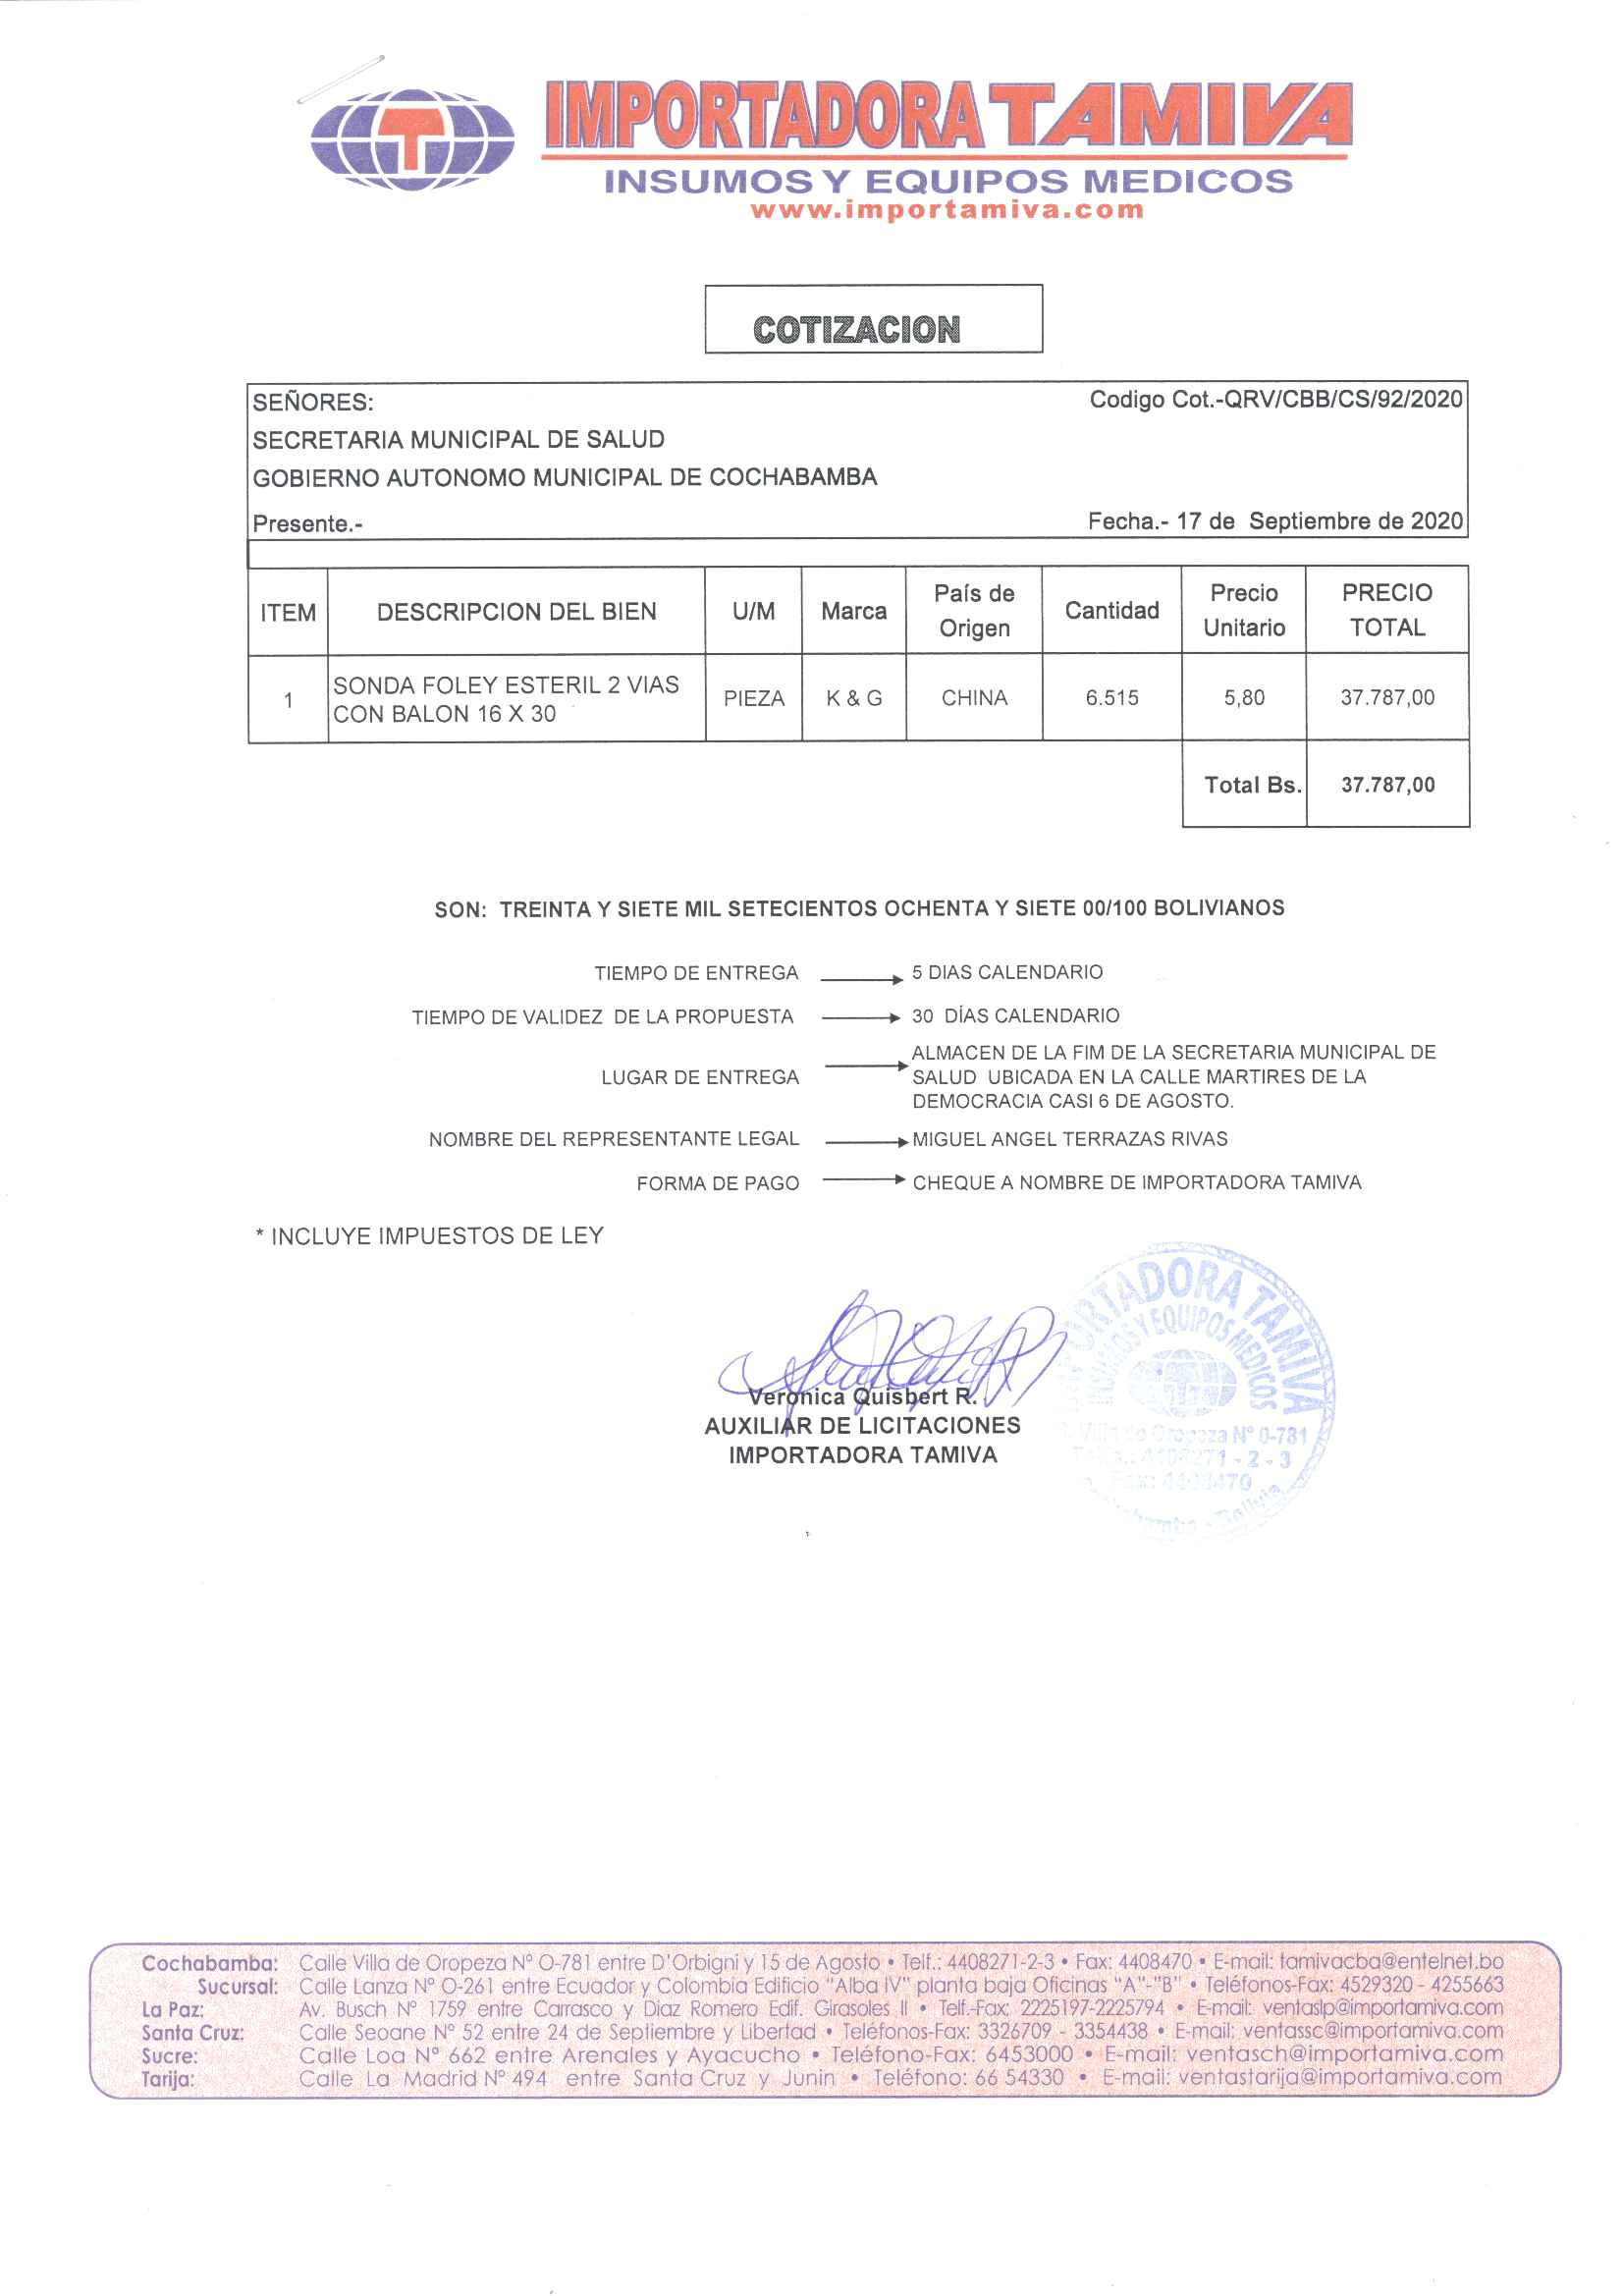 IMPORTADORA TAMIVA
INSUMOS Y EQUIPOS MEDICOS
www.importamiva.com
COTIZACION
SEÑORES: Codigo Cot.-QRV/CBB/CS/92/2020
SECRETARIA MUNICIPAL DE SALUD
GOBIERNO AUTONOMO MUNICIPAL DE COCHABAMBA
Presente.- Fecha.- 17 de Septiembre de 2020
ITEM DESCRIPCION DEL BIEN U/M Marca País de Origen Cantidad Precio Unitario PRECIO TOTAL
1 SONDA FOLEY ESTERIL 2 VIAS CON BALON 16 X 30 PIEZA K & G CHINA 6.515 5,80 37.787,00
Total Bs. 37.787,00
SON: TREINTA Y SIETE MIL SETECIENTOS OCHENTA Y SIETE 00/100 BOLIVIANOS
TIEMPO DE ENTREGA 5 DIAS CALENDARIO
TIEMPO DE VALIDEZ DE LA PROPUESTA 30 DÍAS CALENDARIO
LUGAR DE ENTREGA ALMACEN DE LA FIM DE LA SECRETARIA MUNICIPAL DE
SALUD UBICADA EN LA CALLE MARTIRES DE LA
DEMOCRACIA CASI 6 DE AGOSTO.
NOMBRE DEL REPRESENTANTE LEGAL MIGUEL ANGEL TERRAZAS RIVAS
FORMA DE PAGO CHEQUE A NOMBRE DE IMPORTADORA TAMIVA
* INCLUYE IMPUESTOS DE LEY
Veronica Quisbert R.
AUXILIAR DE LICITACIONES
IMPORTADORA TAMIVA
TAMIVA
Y EQUIPOS MEDICOS
Oropeza Nº 0-781
Cochabamba: Calle Villa de Oropeza Nº O-781 entre D'Orbigni y 15 de Agosto • Telf.: 4408271-2-3 • Fax: 4408470 • E-mail: tamivacba@entelnet.bo
Sucursal: Calle Lanza Nº O-261 entre Ecuador y Colombia Edificio "Alba IV" planta baja Oficinas "A"-"B" • Teléfonos-Fax: 4529320 - 4255663
La Paz: Av. Busch Nº 1759 entre Carrasco y Diaz Romero Edif. Girasoles II • Telf.-Fax: 2225197-2225794 • E-mail: ventaslp@importamiva.com
Santa Cruz: Calle Seoane Nº 52 entre 24 de Septiembre y Libertad • Teléfonos-Fax: 3326709 - 3354438 • E-mail: ventassc@importamiva.com
Sucre: Calle Loa Nº 662 entre Arenales y Ayacucho • Teléfono-Fax: 6453000 • E-mail: ventasch@importamiva.com
Tarija: Calle La Madrid Nº 494 entre Santa Cruz y Junin • Teléfono: 66 54330 • E-mail: ventastarija@importamiva.com